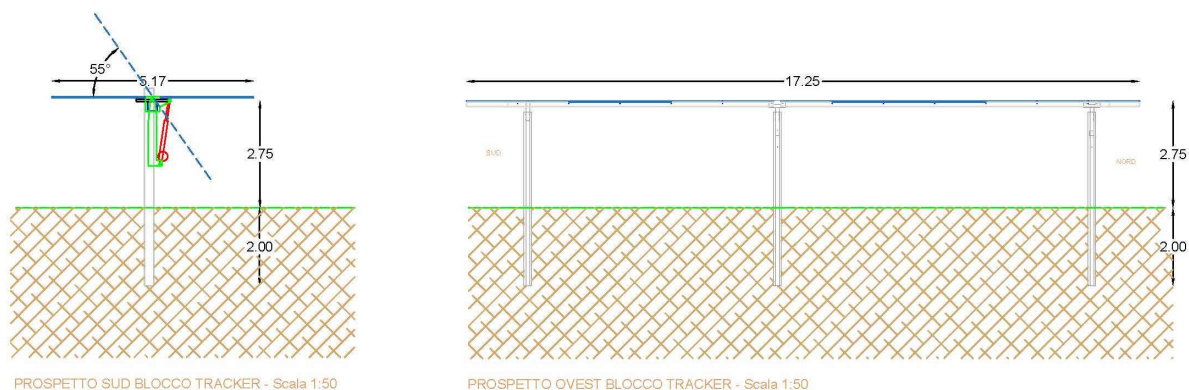 55°
5.17
2.75
2.00
PROSPETTO SUD BLOCCO TRACKER - Scala 1:50
17.25
SUD
NORD
2.75
2.00
PROSPETTO OVEST BLOCCO TRACKER - Scala 1:50